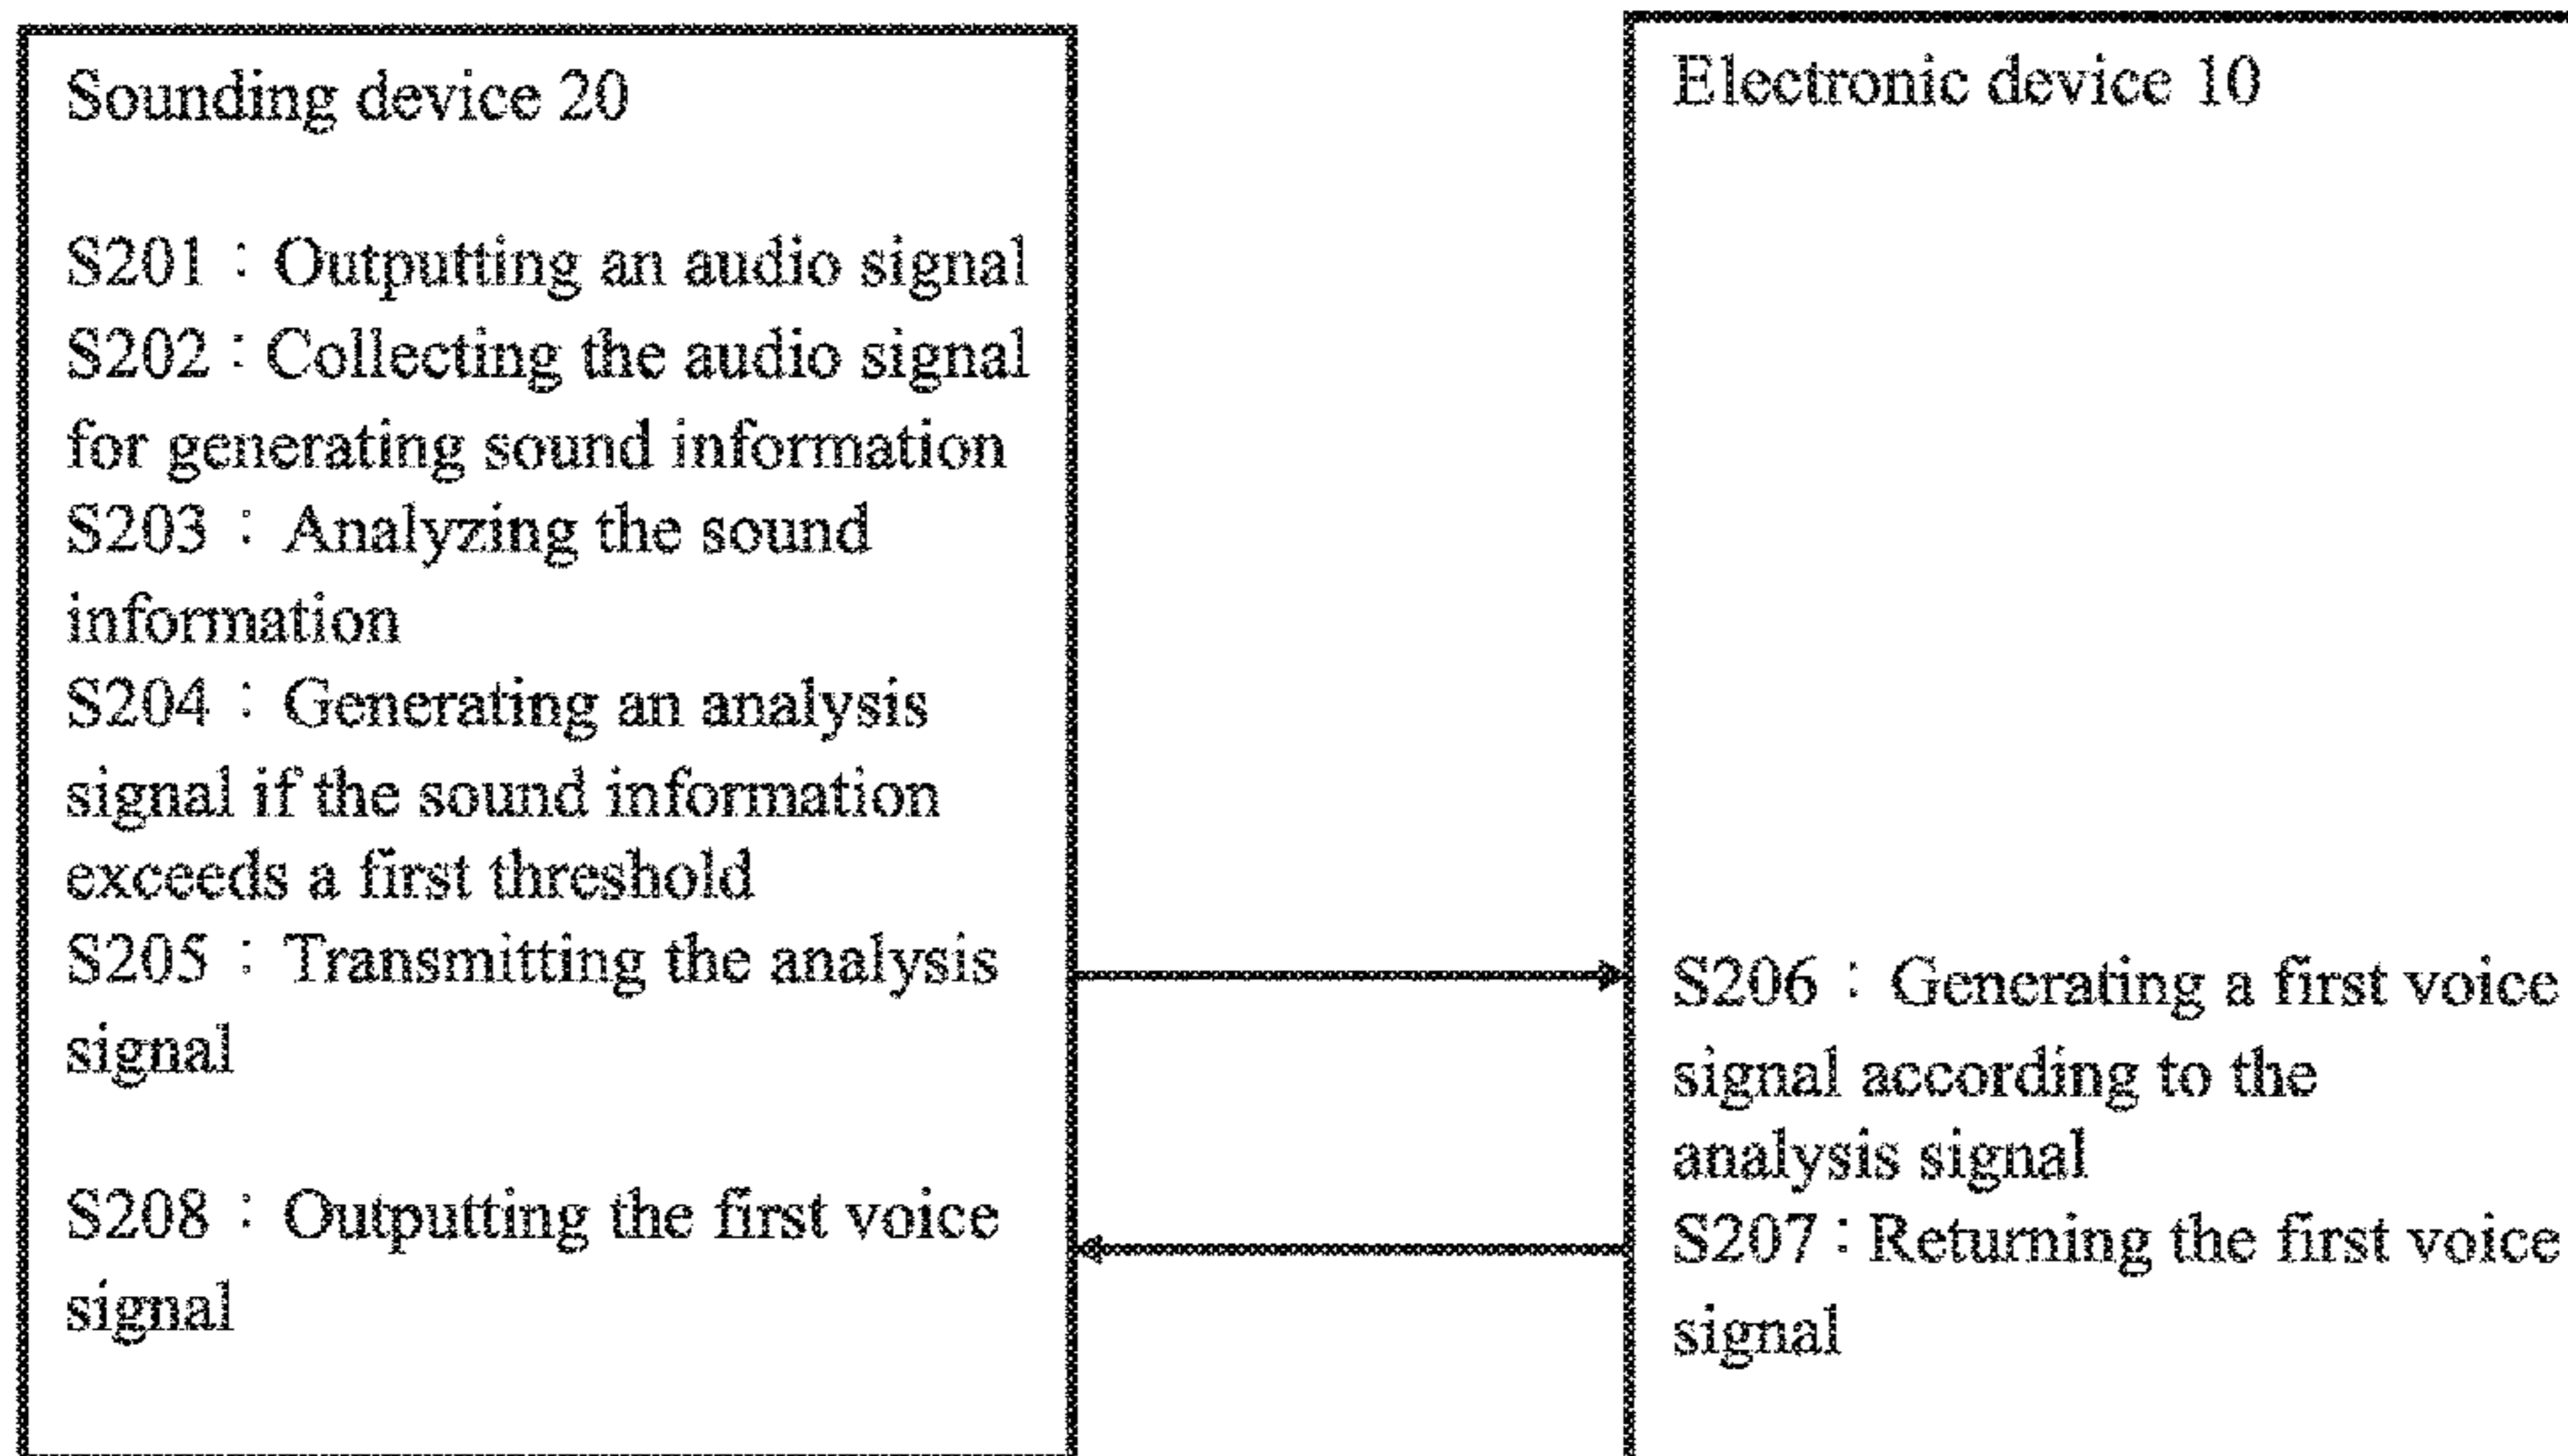 Sounding device 20
S201：Outputting an audio signal
S202：Collecting the audio signal
for generating sound information
S203：Analyzing the sound
information
S204：Generating an analysis
signal if the sound information
exceeds a first threshold
S205：Transmitting the analysis
signal
S208：Outputting the first voice
signal
Electronic device 10
S206：Generating a first voice
signal according to the
analysis signal
S207：Returning the first voice
signal